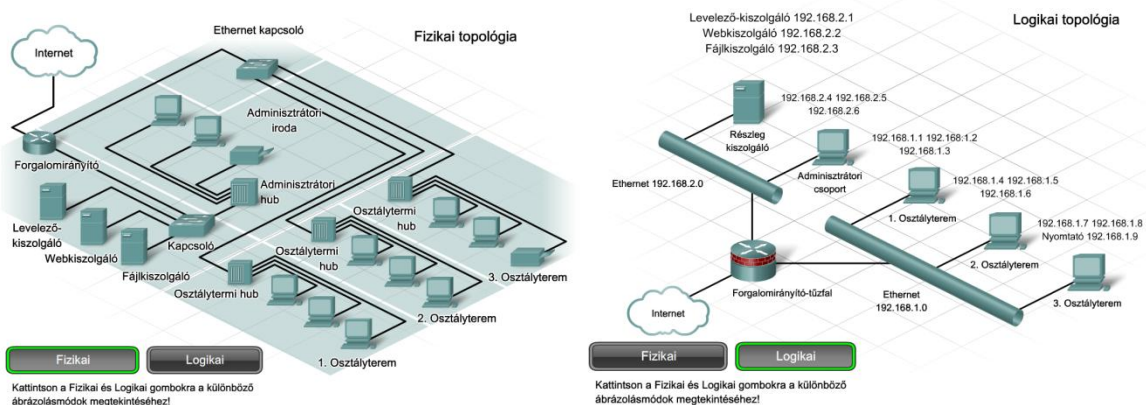 Ethernet kapcsoló
Fizikai topológia
Internet
Adminisztrátori
iroda
Forgalomirányító
Adminisztrátori
hub
Levelező-
kiszolgáló
Webkiszolgáló
Kapcsoló
Fájlkiszolgáló
Osztálytermi
hub
Osztálytermi
hub
Osztálytermi hub
3. Osztályterem
2. Osztályterem
1. Osztályterem
Fizikai
Logikai
Kattintson a Fizikai és Logikai gombokra a különböző
ábrázolásmódok megtekintéséhez!
Levelező-kiszolgáló 192.168.2.1
Webkiszolgáló 192.168.2.2
Fájlkiszolgáló 192.168.2.3
Logikai topológia
192.168.2.4 192.168.2.5
192.168.2.6
Részleg
kiszolgáló
192.168.1.1 192.168.1.2
192.168.1.3
Ethernet 192.168.2.0
Adminisztrátori
csoport
192.168.1.4 192.168.1.5
192.168.1.6
1. Osztályterem
192.168.1.7 192.168.1.8
Nyomtató 192.168.1.9
2. Osztályterem
Forgalomirányító-tűzfal
Ethernet
192.168.1.0
3. Osztályterem
Internet
Fizikai
Logikai
Kattintson a Fizikai és Logikai gombokra a különböző
ábrázolásmódok megtekintéséhez!